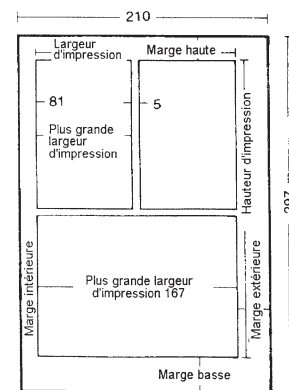 210
Largeur
d'impression
Marge haute
81
5
Plus grande
largeur
d'impression
Hauteur d'impression
297
Marge intérieure
Plus grande largeur
d'impression 167
Marge extérieure
Marge basse